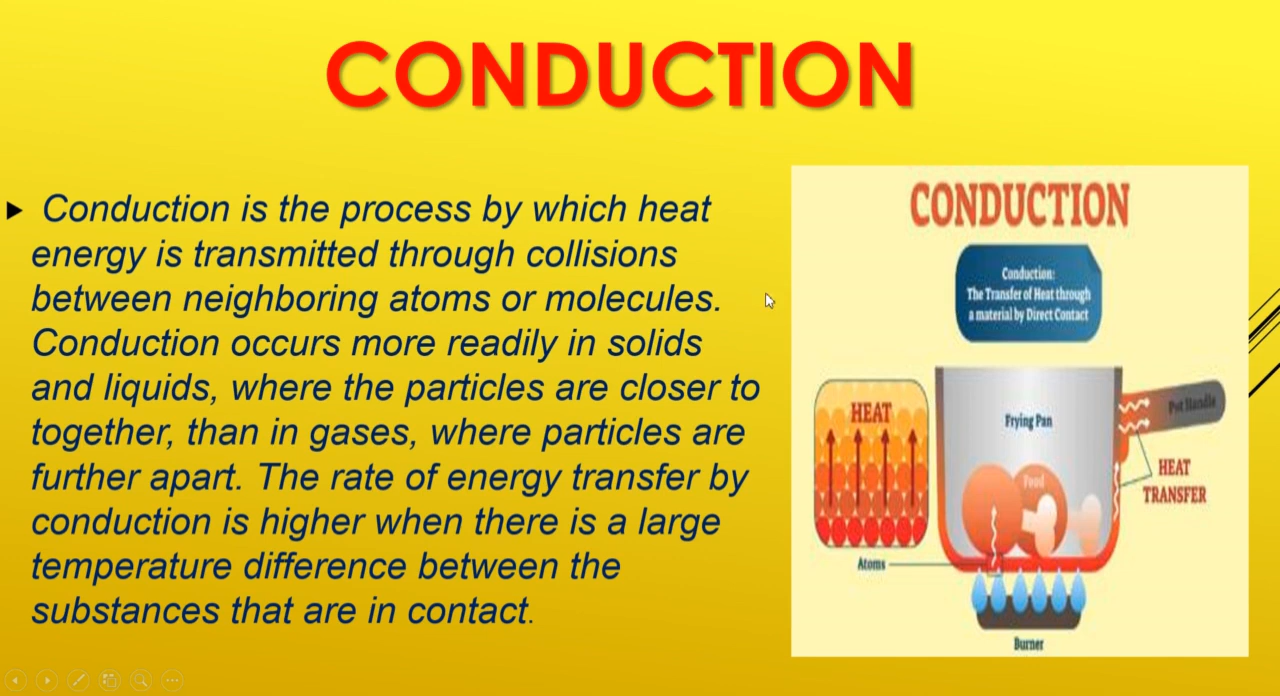 CONDUCTION
Conduction is the process by which heat
energy is transmitted through collisions
between neighboring atoms or molecules.
Conduction occurs more readily in solids
and liquids, where the particles are closer to
together, than in gases, where particles are
further apart. The rate of energy transfer by
conduction is higher when there is a large
temperature difference between the
substances that are in contact.
CONDUCTION
Conduction:
The Transfer of Heat through
a material by Direct Contact
HEAT
Frying Pan
Pot Handle
Food
HEAT
TRANSFER
Atoms
Burner